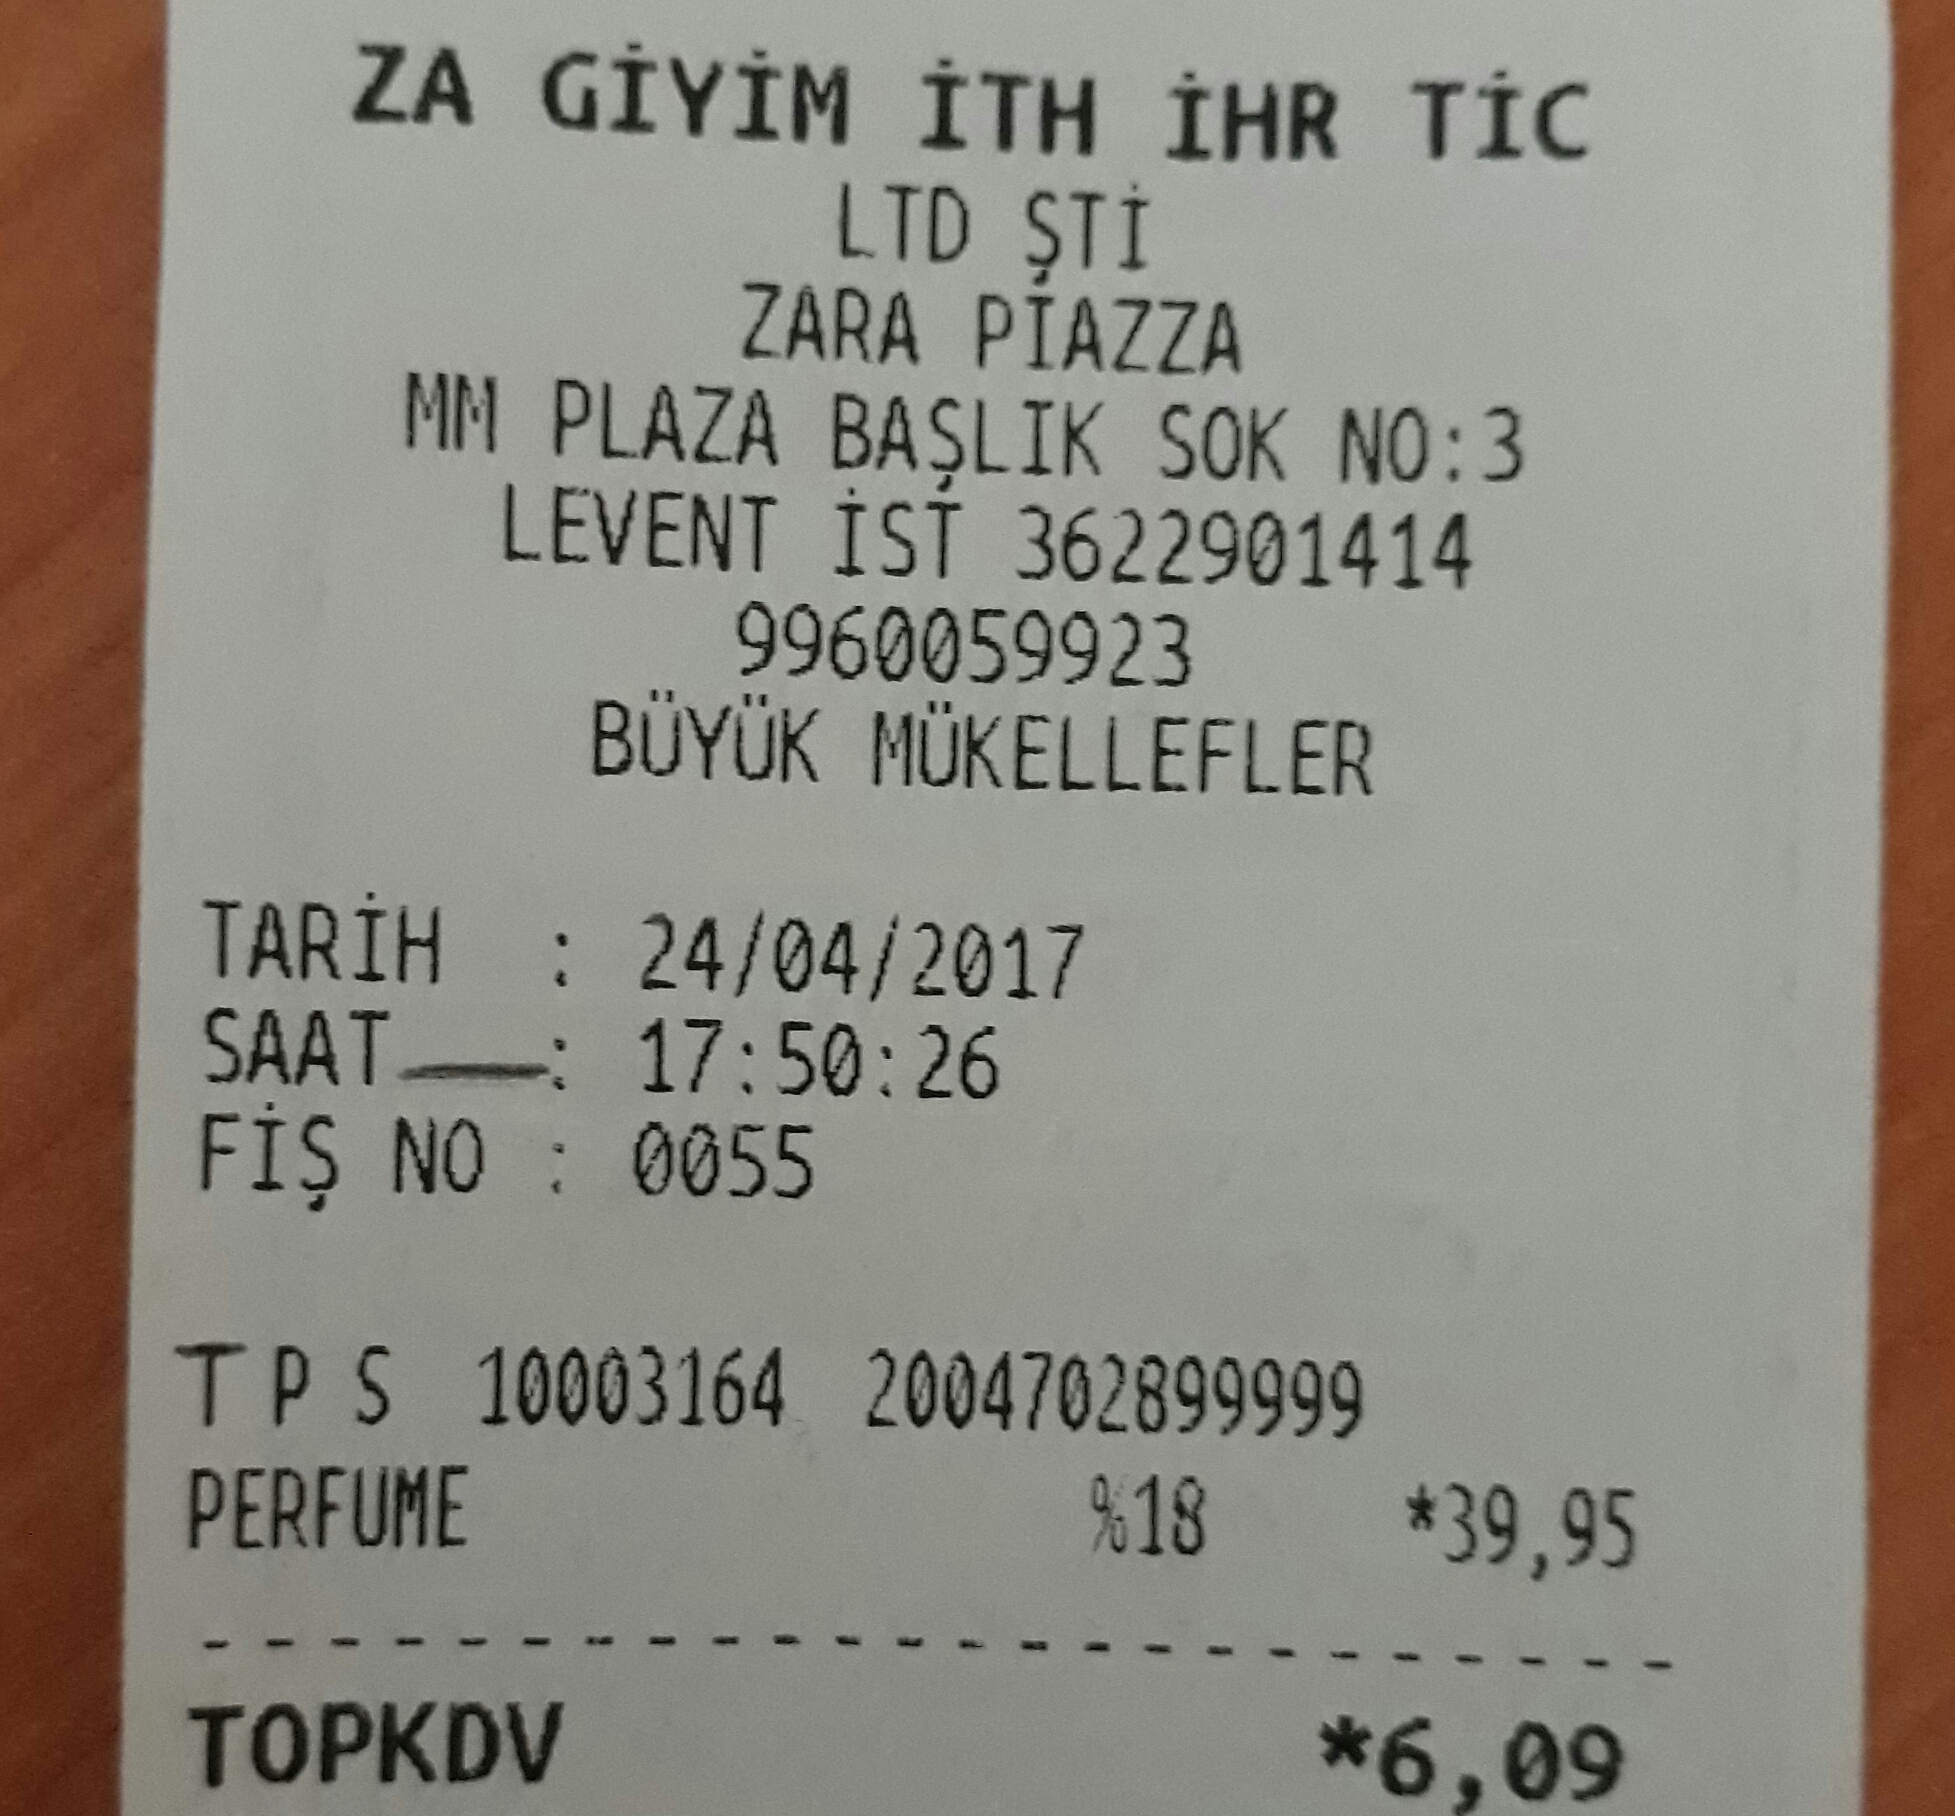 ZA GİYİM İTH İHR TİC
LTD ŞTİ
ZARA PİAZZA
MM PLAZA BAŞLIK SOK NO:3
LEVENT İST 3622901414
9960059923
BÜYÜK MÜKELLEFLER
TARİH : 24/04/2017
SAAT : 17:50:26
FİŞ NO : 0055
T P S 10003164 2004702899999
PERFUME %18 *39,95
------------------------
TOPKDV *6,09